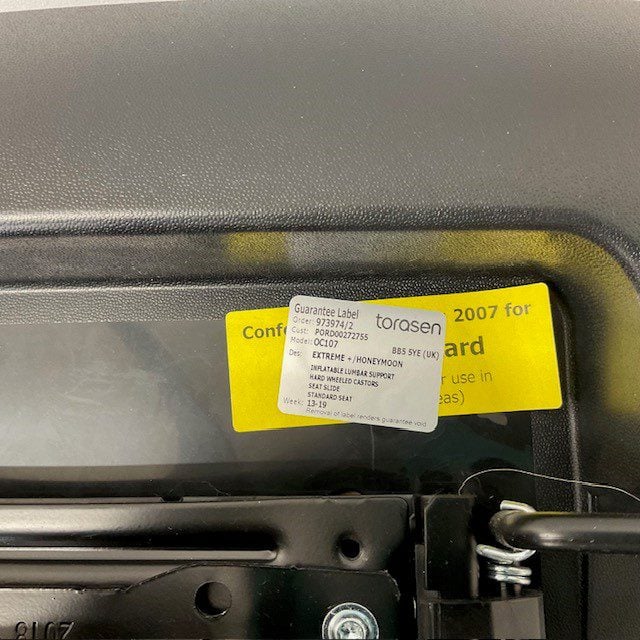 Guarantee Label
Order: 973974/2
torasen
Cust: PORD00272755
Model: OC107
BB5 5YE (UK)
Des: EXTREME +/HONEYMOON
INFLATABLE LUMBAR SUPPORT
HARD WHEELED CASTORS
SEAT SLIDE
STANDARD SEAT
Week: 13-19
Removal of label renders guarantee void
Conf
2007 for
ard
r use in
eas)
2018